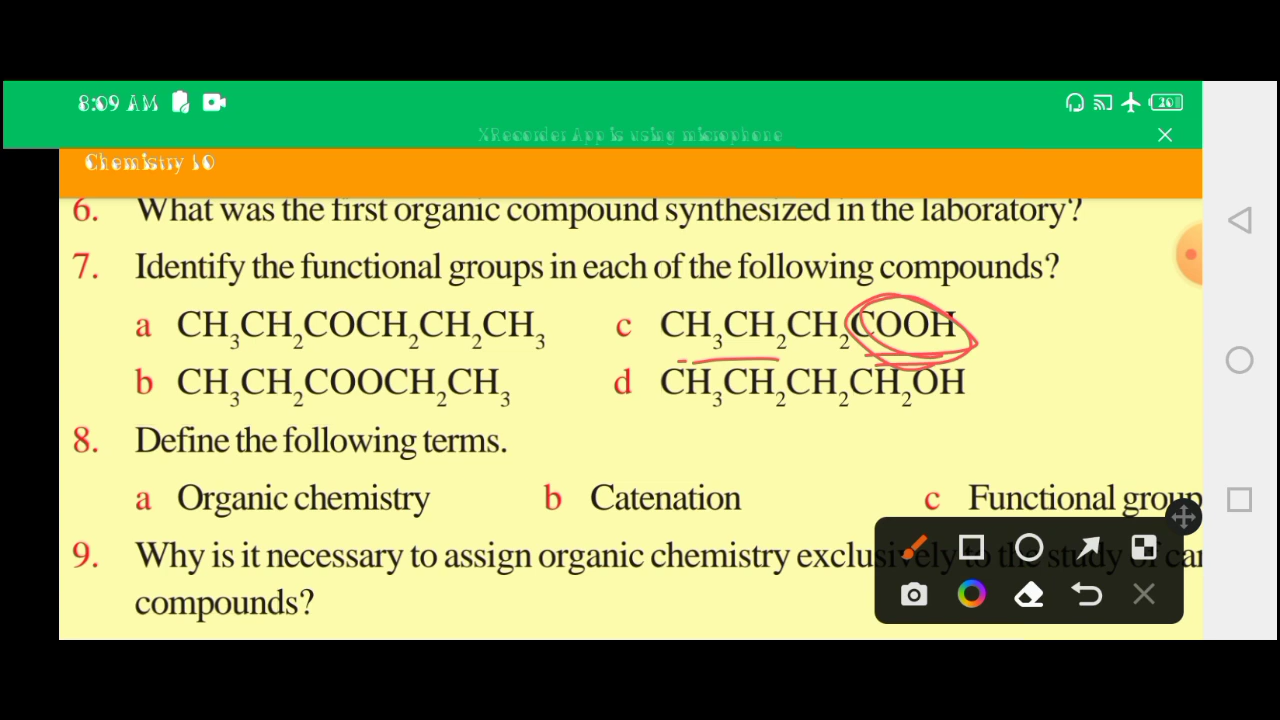 8:09 AM 20
XRecorder App is using microphone
Chemistry 10
6. What was the first organic compound synthesized in the laboratory?
7. Identify the functional groups in each of the following compounds?
a CH₃CH₂COCH₂CH₂CH₃ c CH₃CH₂CH₂COOH
b CH₃CH₂COOCH₂CH₃ d CH₃CH₂CH₂CH₂OH
8. Define the following terms.
a Organic chemistry b Catenation c Functional group
9. Why is it necessary to assign organic chemistry exclusively to the study of car
compounds?